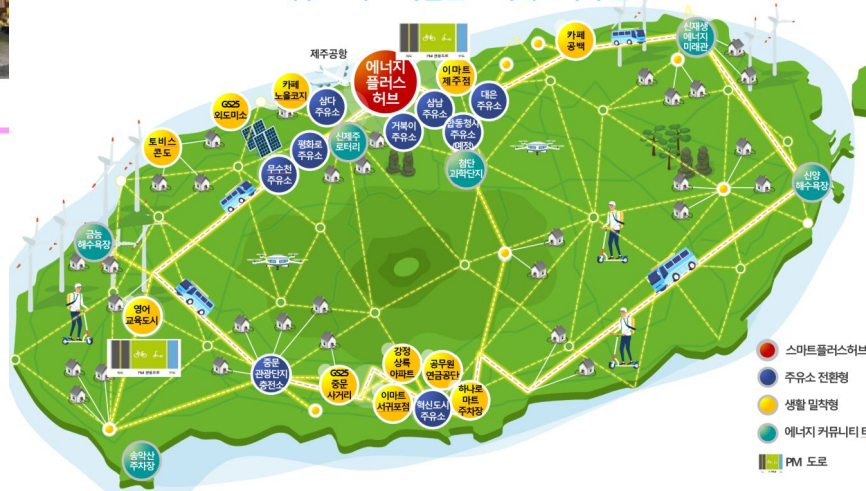 제주공항
에너지
플러스
허브
카페
공백
신재생
에너지
미래관
이마트
제주점
카페
노을코지
삼다
주유소
GS25
외도미소
토비스
콘도
평화로
주유소
신제주
로터리
거북이
주유소
삼남
주유소
대은
주유소
합동청사
주유소
(예정)
무수천
주유소
첨단
과학단지
신양
해수욕장
금능
해수욕장
영어
교육도시
PM 전용도로
중문
관광단지
충전소
GS25
중문
사거리
강정
상록
아파트
공무원
연금공단
이마트
서귀포점
혁신도시
주유소
하나로
마트
주차장
송악산
주차장
스마트플러스허브
주유소 전환형
생활 밀착형
에너지 커뮤니티
PM 도로